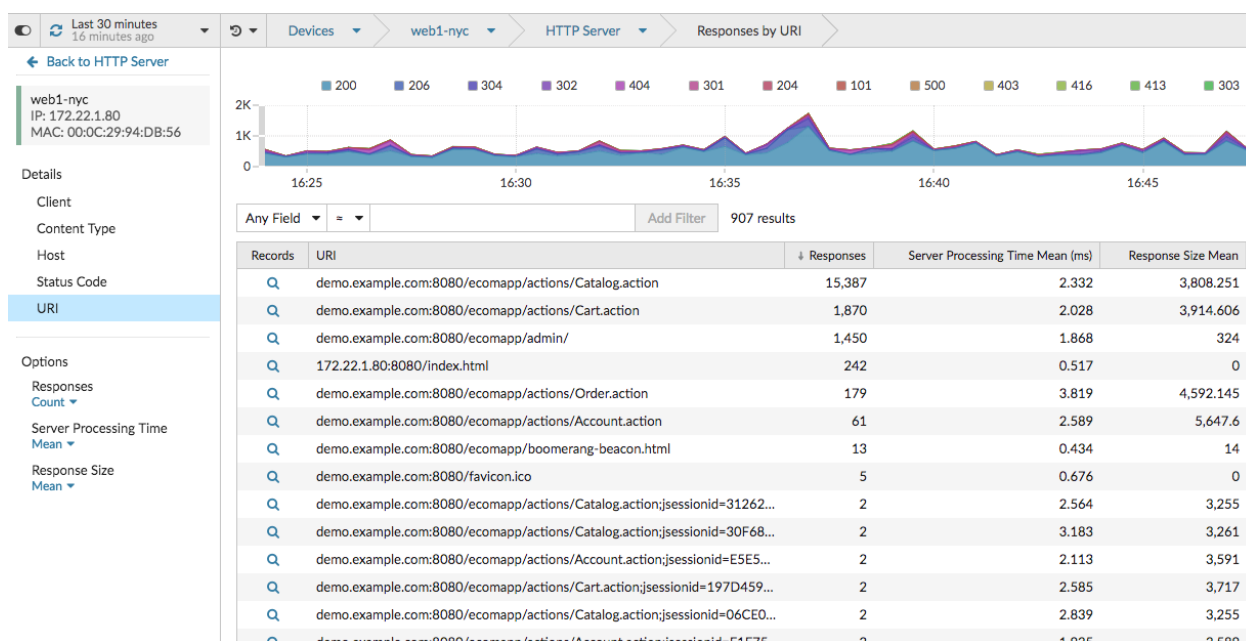 Last 30 minutes
16 minutes ago
Devices
web1-nyc
HTTP Server
Responses by URI
Back to HTTP Server
web1-nyc
IP: 172.22.1.80
MAC: 00:0C:29:94:DB:56
Details
Client
Content Type
Host
Status Code
URI
Options
Responses
Count
Server Processing Time
Mean
Response Size
Mean
200 206 304 302 404 301 204 101 500 403 416 413 303
2K
1K
0
16:25 16:30 16:35 16:40 16:45
Any Field ≈ Add Filter 907 results
Records URI ↓ Responses Server Processing Time Mean (ms) Response Size Mean
demo.example.com:8080/ecomapp/actions/Catalog.action 15,387 2.332 3,808.251
demo.example.com:8080/ecomapp/actions/Cart.action 1,870 2.028 3,914.606
demo.example.com:8080/ecomapp/admin/ 1,450 1.868 324
172.22.1.80:8080/index.html 242 0.517 0
demo.example.com:8080/ecomapp/actions/Order.action 179 3.819 4,592.145
demo.example.com:8080/ecomapp/actions/Account.action 61 2.589 5,647.6
demo.example.com:8080/ecomapp/boomerang-beacon.html 13 0.434 14
demo.example.com:8080/favicon.ico 5 0.676 0
demo.example.com:8080/ecomapp/actions/Catalog.action;jsessionid=31262... 2 2.564 3,255
demo.example.com:8080/ecomapp/actions/Catalog.action;jsessionid=30F68... 2 3.183 3,261
demo.example.com:8080/ecomapp/actions/Account.action;jsessionid=E5E5... 2 2.113 3,591
demo.example.com:8080/ecomapp/actions/Cart.action;jsessionid=197D459... 2 2.585 3,717
demo.example.com:8080/ecomapp/actions/Catalog.action;jsessionid=06CE0... 2 2.839 3,255